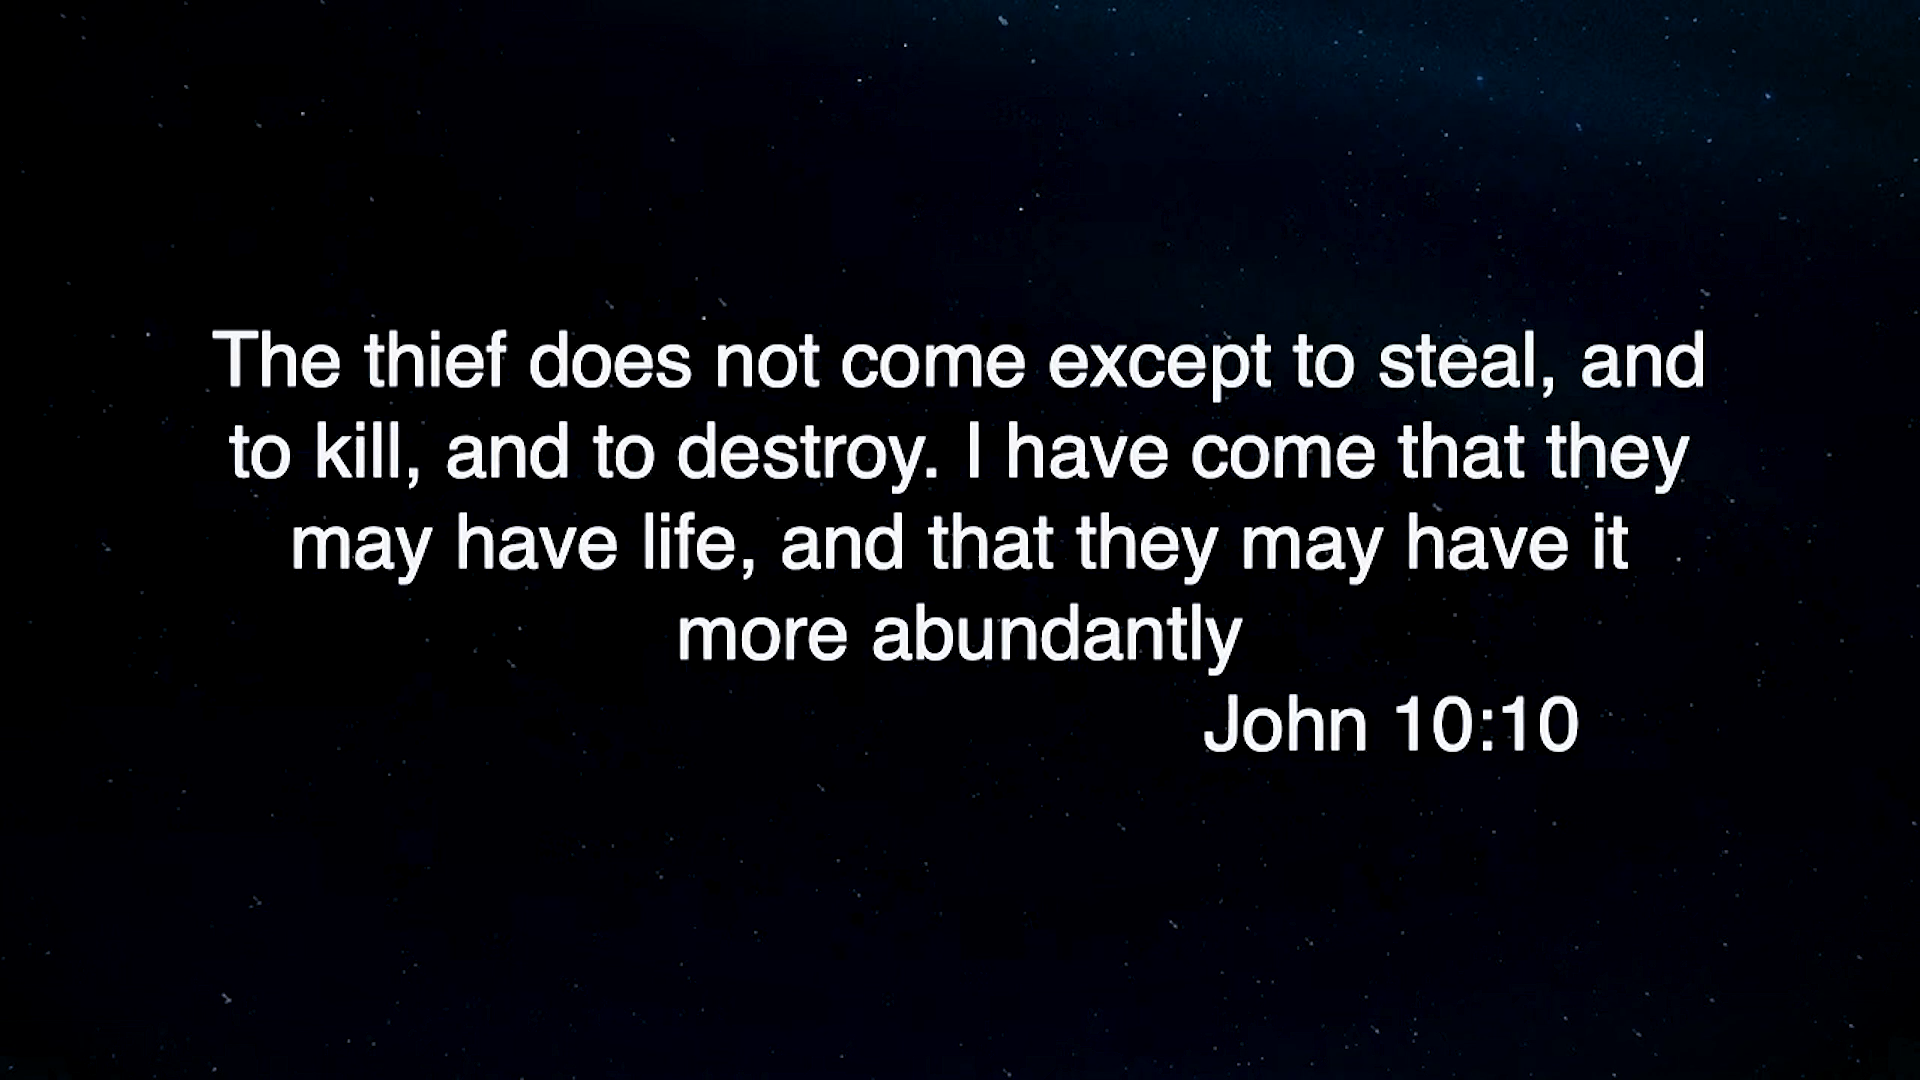 The thief does not come except to steal, and
to kill, and to destroy. I have come that they
may have life, and that they may have it
more abundantly
John 10:10